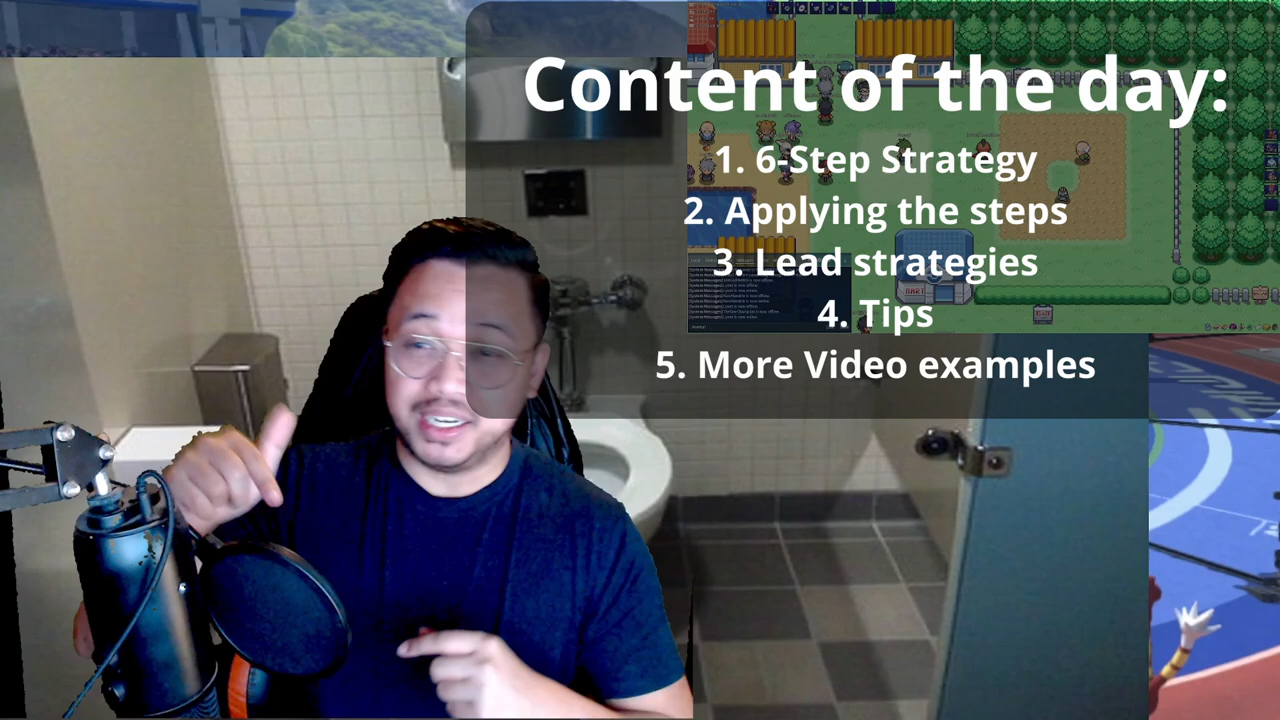 Content of the day:
1. 6-Step Strategy
2. Applying the steps
3. Lead strategies
4. Tips
5. More Video examples
MART